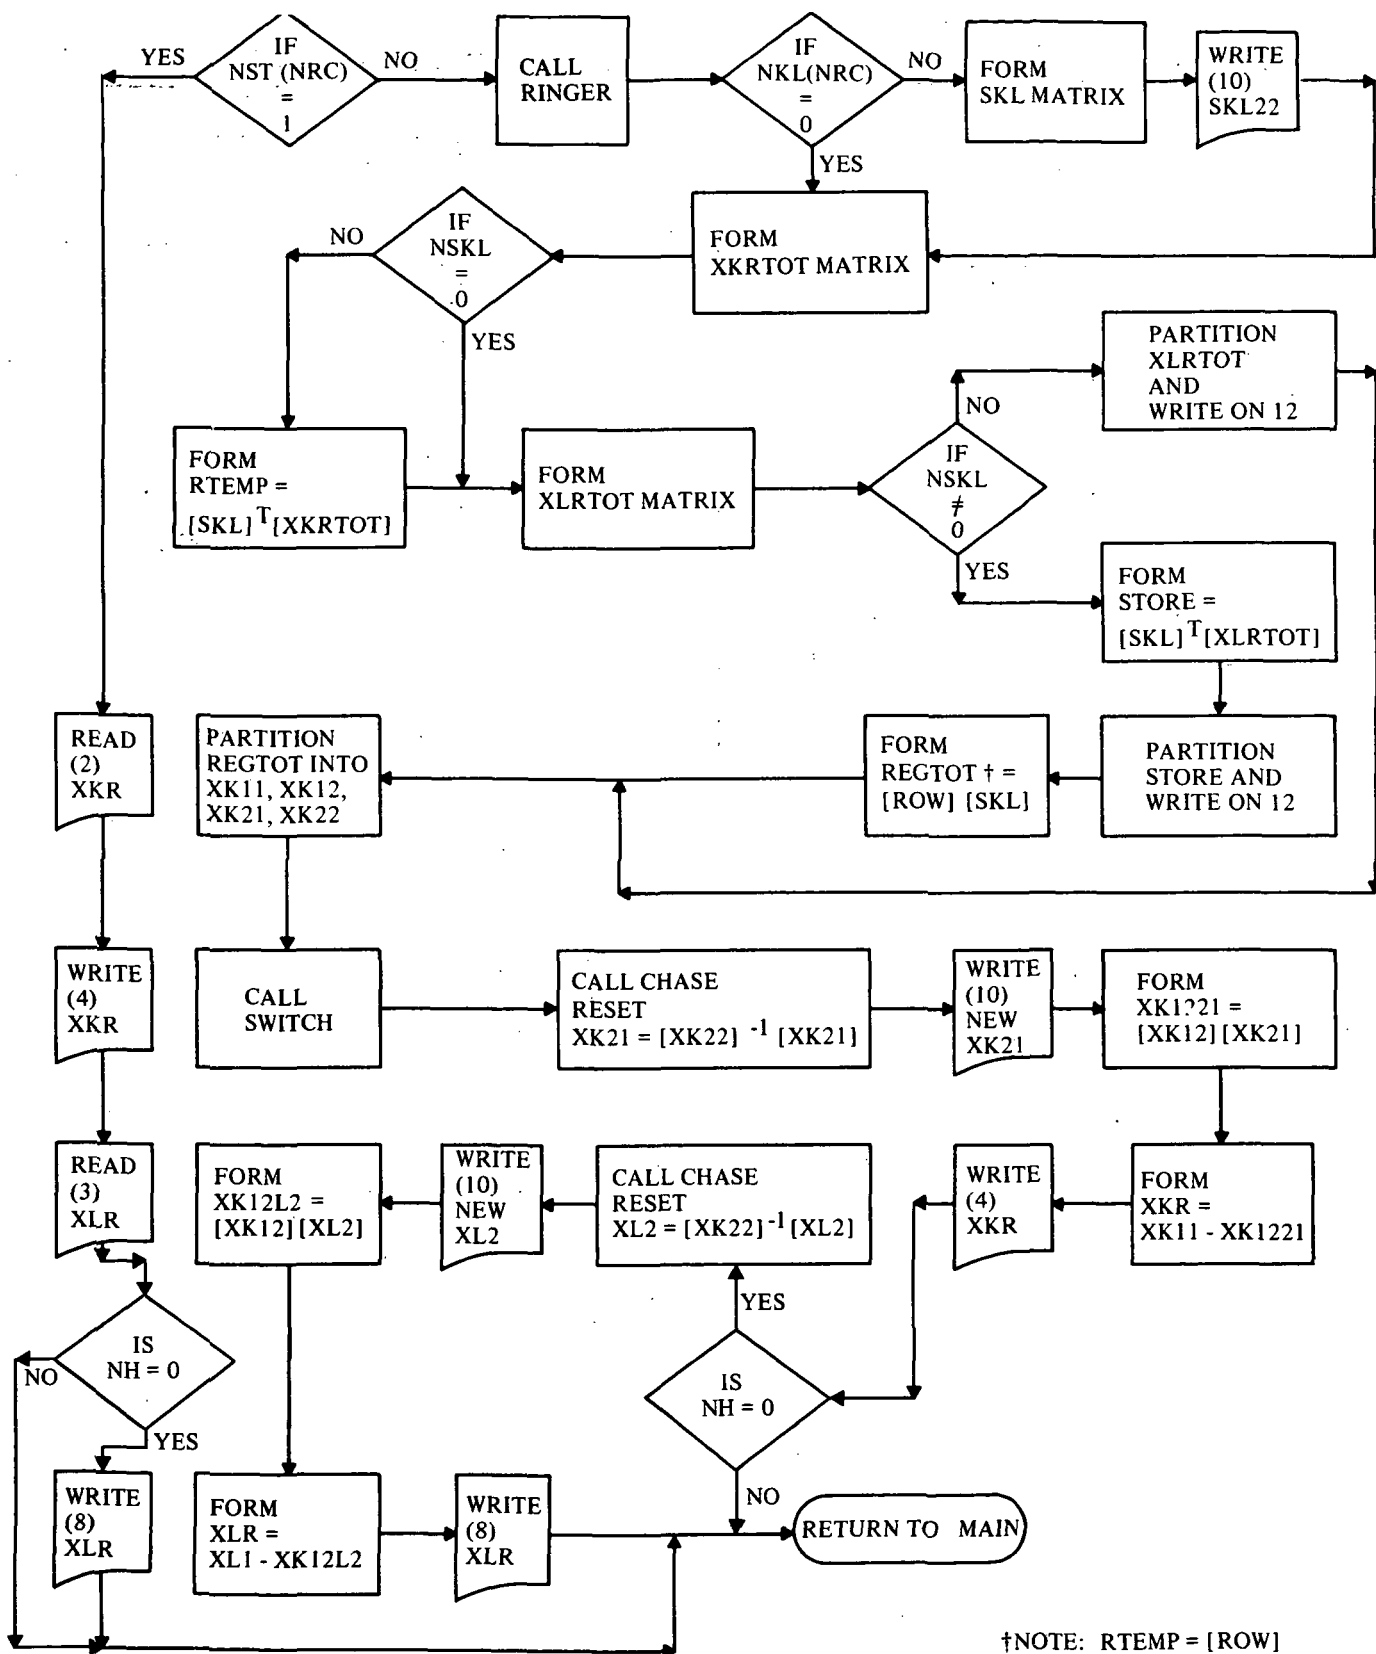 IF
NST (NRC)
=
1
YES
NO
CALL
RINGER
IF
NKL(NRC)
=
0
NO
YES
FORM
SKL MATRIX
WRITE
(10)
SKL22
FORM
XKRTOT MATRIX
IF
NSKL
=
0
NO
YES
FORM
RTEMP =
[SKL]T[XKRTOT]
FORM
XLRTOT MATRIX
IF
NSKL
≠
0
NO
YES
PARTITION
XLRTOT
AND
WRITE ON 12
FORM
STORE =
[SKL]T[XLRTOT]
PARTITION
STORE AND
WRITE ON 12
FORM
REGTOT † =
[ROW] [SKL]
PARTITION
REGTOT INTO
XK11, XK12,
XK21, XK22
READ
(2)
XKR
WRITE
(4)
XKR
CALL
SWITCH
CALL CHASE
RESET
XK21 = [XK22] -1 [XK21]
WRITE
(10)
NEW
XK21
FORM
XK1221 =
[XK12] [XK21]
READ
(3)
XLR
FORM
XK12L2 =
[XK12] [XL2]
WRITE
(10)
NEW
XL2
CALL CHASE
RESET
XL2 = [XK22]-1 [XL2]
WRITE
(4)
XKR
FORM
XKR =
XK11 - XK1221
IS
NH = 0
NO
YES
IS
NH = 0
YES
NO
WRITE
(8)
XLR
FORM
XLR =
XL1 - XK12L2
WRITE
(8)
XLR
RETURN TO MAIN
†NOTE: RTEMP = [ROW]